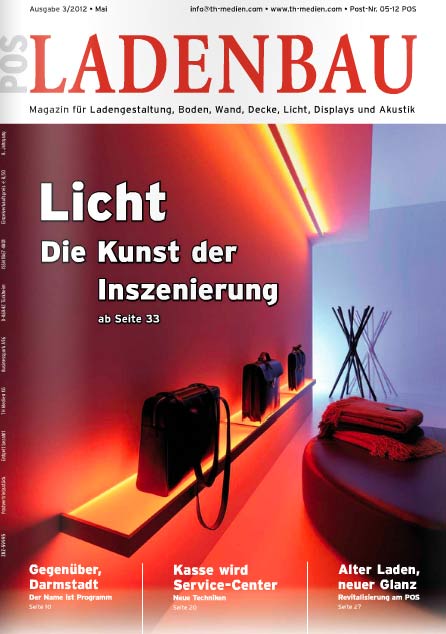 Ausgabe 3/2012 • Mai
info@th-medien.com • www.th-medien.com • Post-Nr. 05-12 POS
POS
LADENBAU
Magazin für Ladengestaltung, Boden, Wand, Decke, Licht, Displays und Akustik
Licht
Die Kunst der
Inszenierung
ab Seite 33
Gegenüber,
Darmstadt
Der Name ist Programm
Seite 10
Kasse wird
Service-Center
Neue Techniken
Seite 20
Alter Laden,
neuer Glanz
Revitalisierung am POS
Seite 27
8. Jahrgang